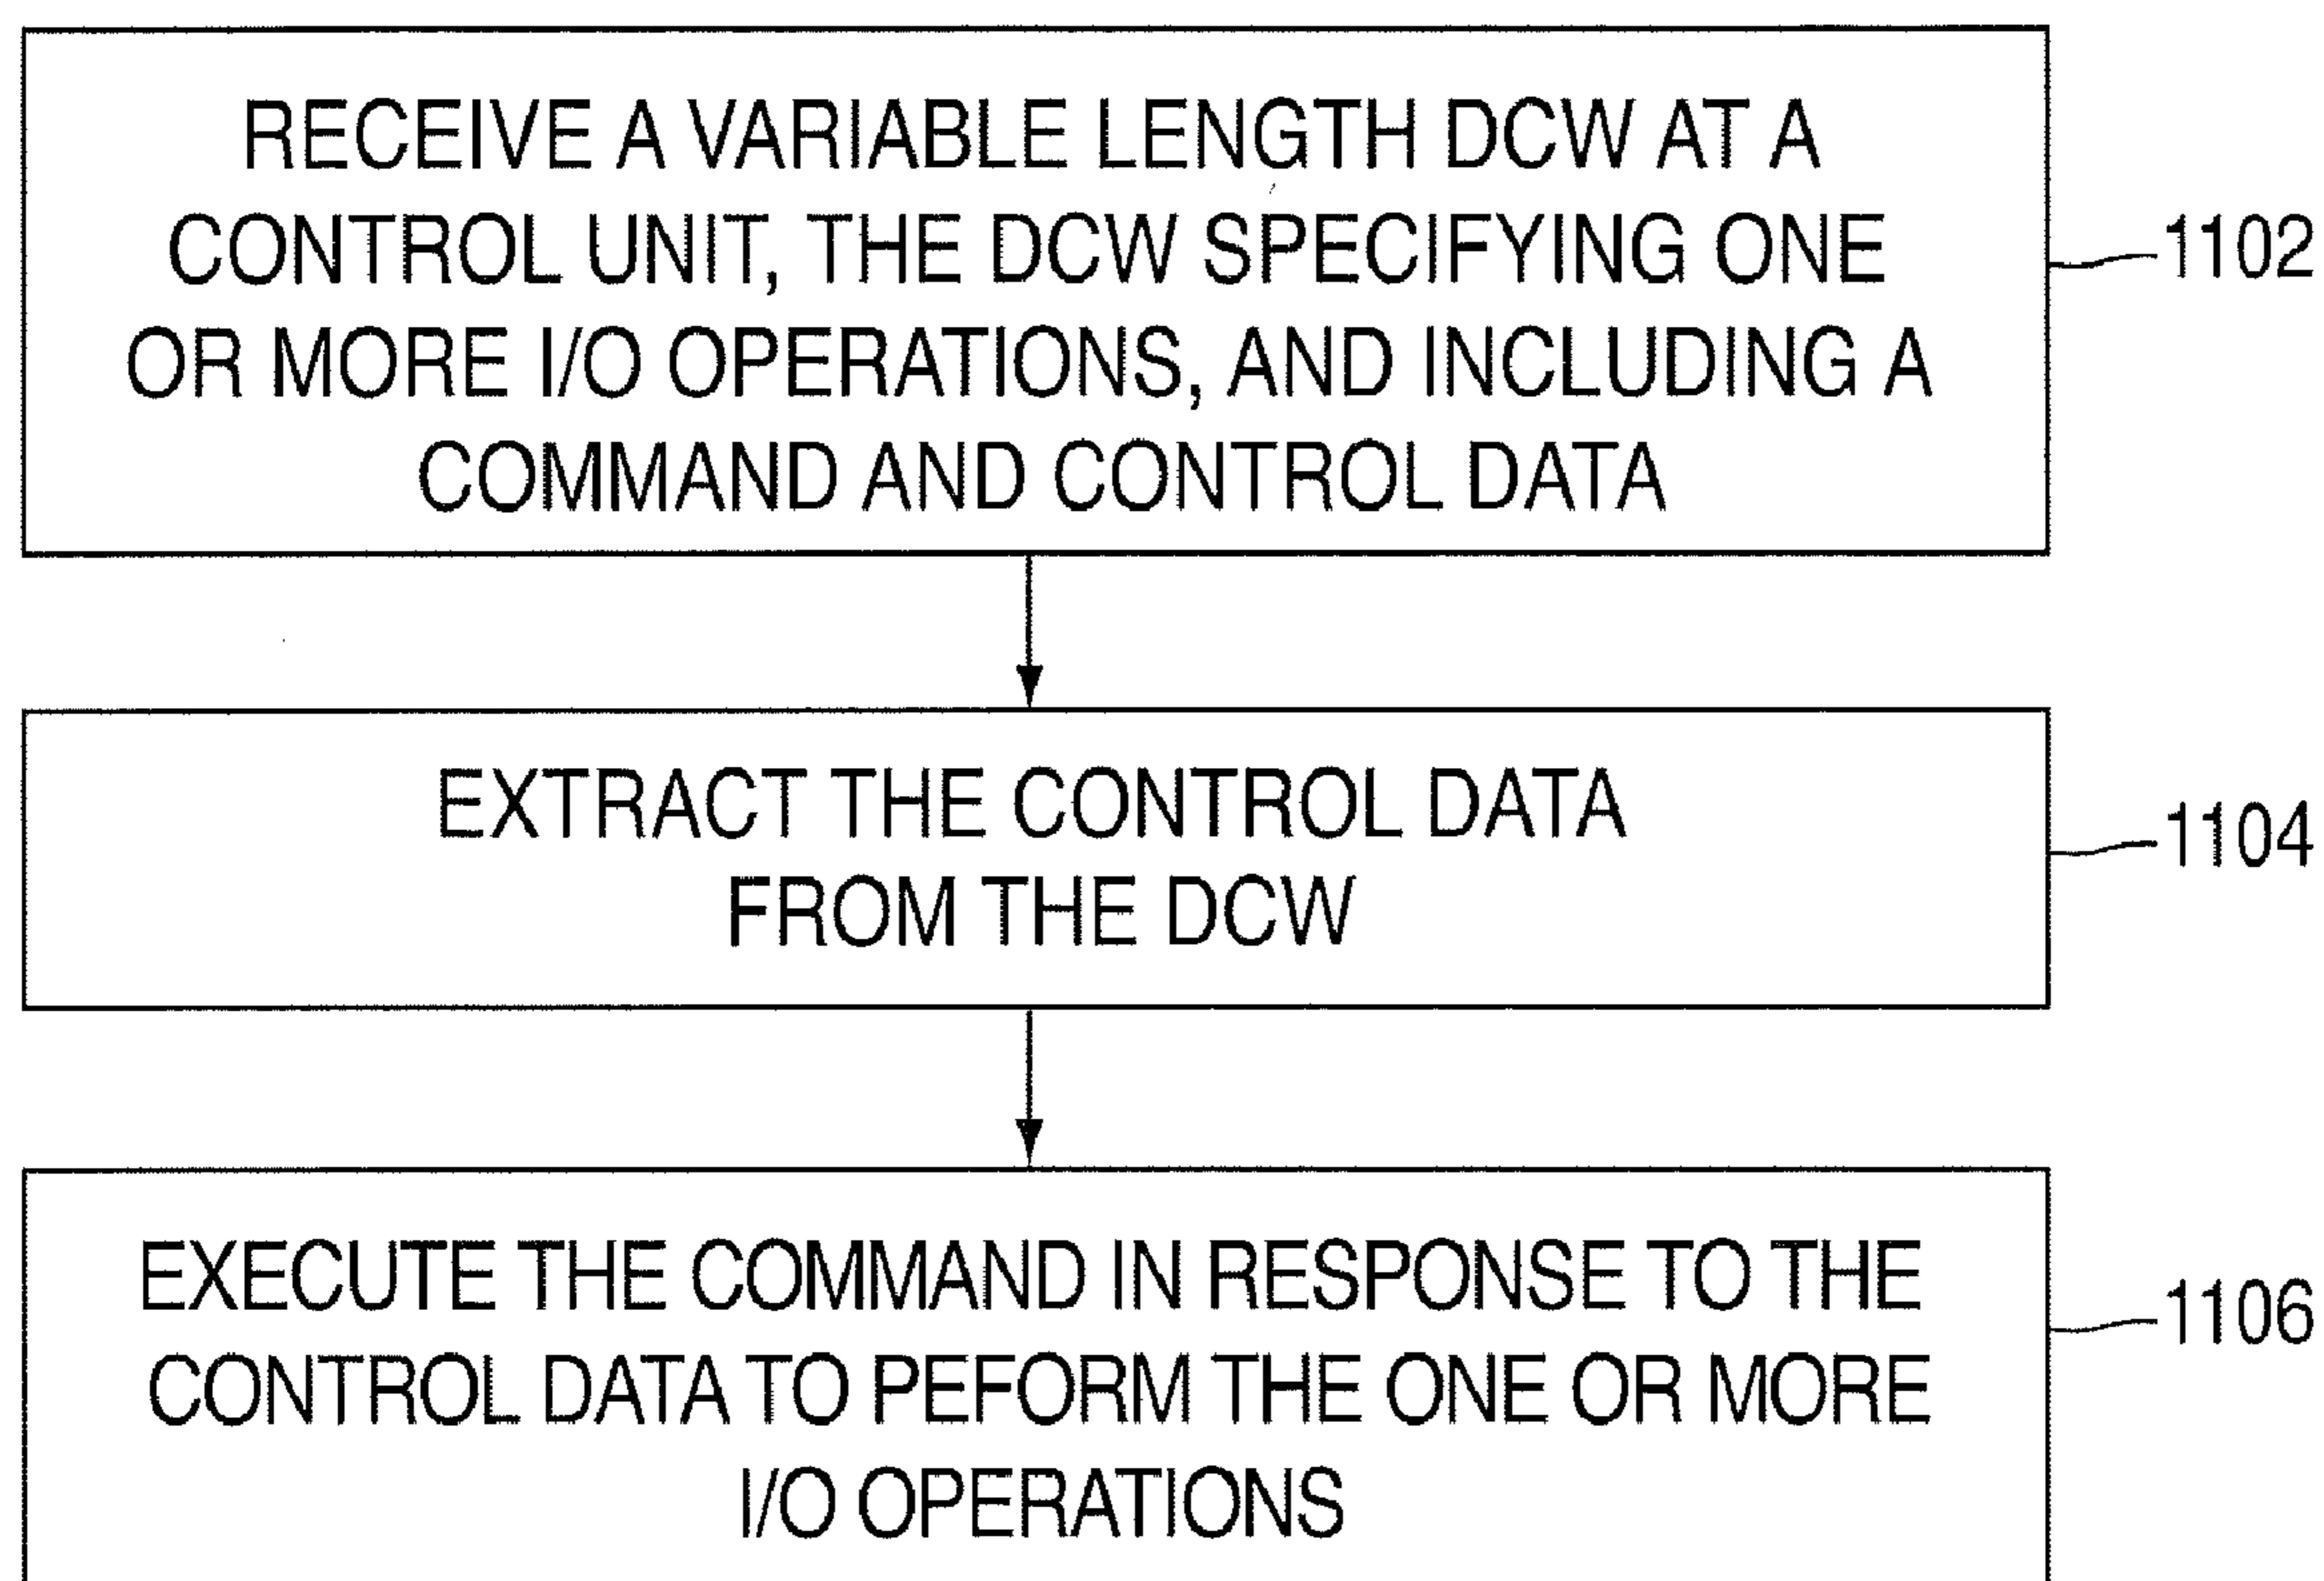 RECEIVE A VARIABLE LENGTH DCW AT A
CONTROL UNIT, THE DCW SPECIFYING ONE
OR MORE I/O OPERATIONS, AND INCLUDING A
COMMAND AND CONTROL DATA
1102
EXTRACT THE CONTROL DATA
FROM THE DCW
1104
EXECUTE THE COMMAND IN RESPONSE TO THE
CONTROL DATA TO PEFORM THE ONE OR MORE
I/O OPERATIONS
1106